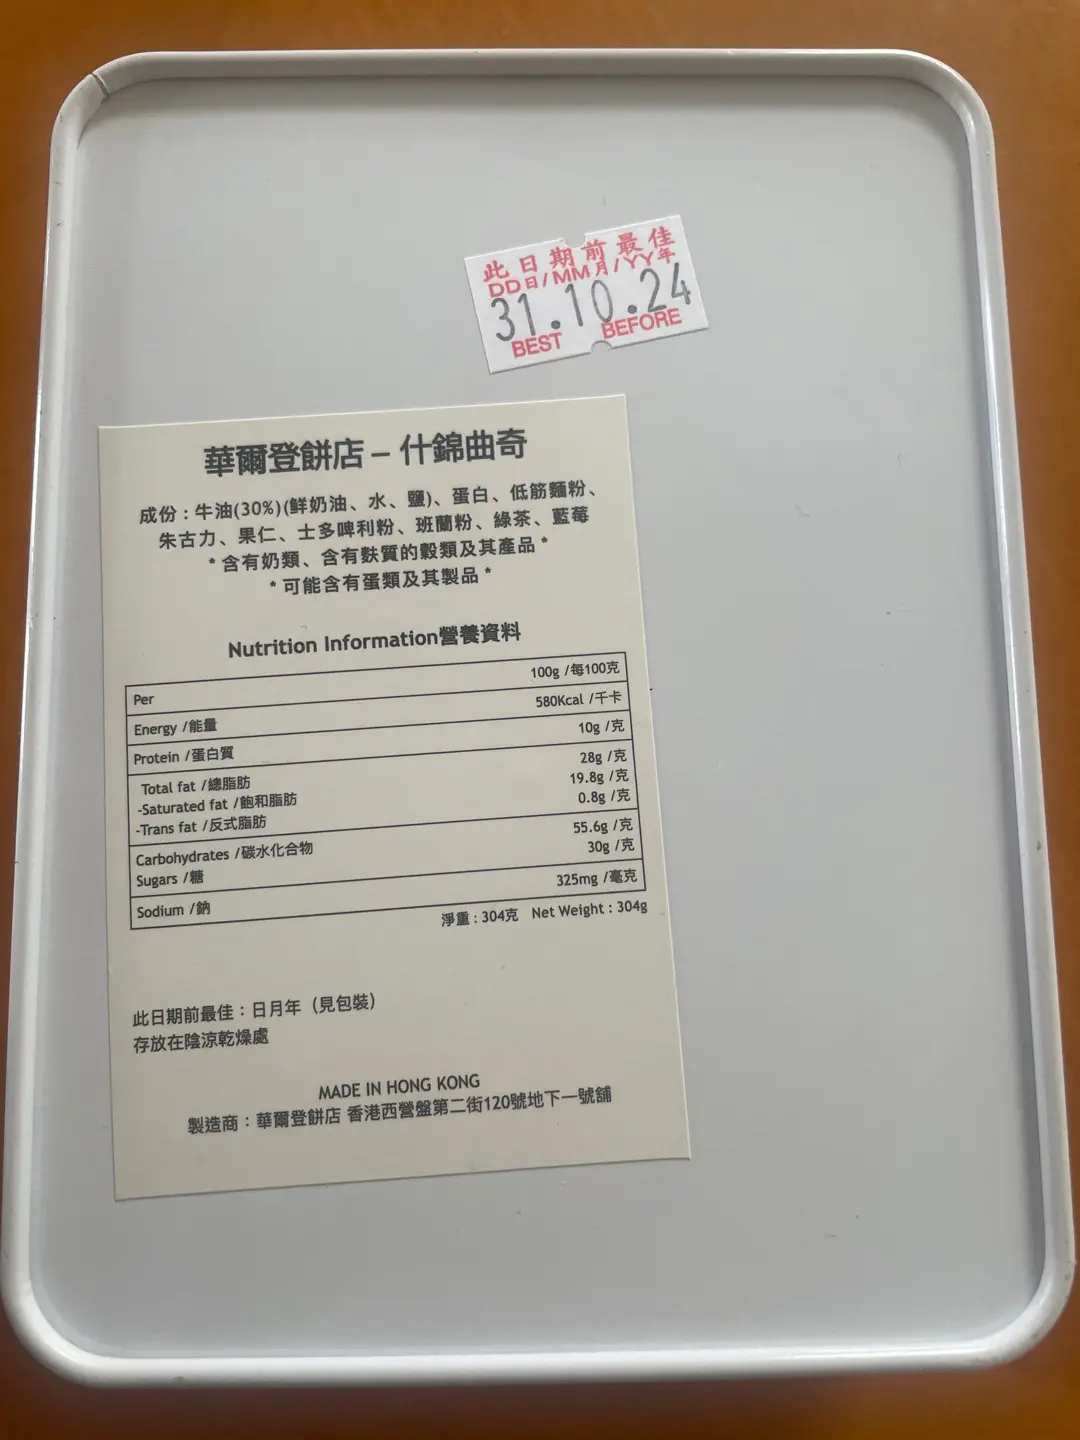 此日期前最佳
DD日/MM月/YY年
31.10.24
BEST BEFORE
華爾登餅店 – 什錦曲奇
成份 : 牛油(30%)(鮮奶油、水、鹽)、蛋白、低筋麵粉、
朱古力、果仁、士多啤利粉、班蘭粉、綠茶、藍莓
* 含有奶類、含有麩質的穀類及其產品 *
* 可能含有蛋類及其製品 *
Nutrition Information營養資料
Per 100g /每100克
Energy /能量 580Kcal /千卡
Protein /蛋白質 10g /克
Total fat /總脂肪 28g /克
-Saturated fat /飽和脂肪 19.8g /克
-Trans fat /反式脂肪 0.8g /克
Carbohydrates /碳水化合物 55.6g /克
Sugars /糖 30g /克
Sodium /鈉 325mg /毫克
淨重 : 304克 Net Weight : 304g
此日期前最佳：日月年（見包裝）
存放在陰涼乾燥處
MADE IN HONG KONG
製造商：華爾登餅店 香港西營盤第二街120號地下一號舖